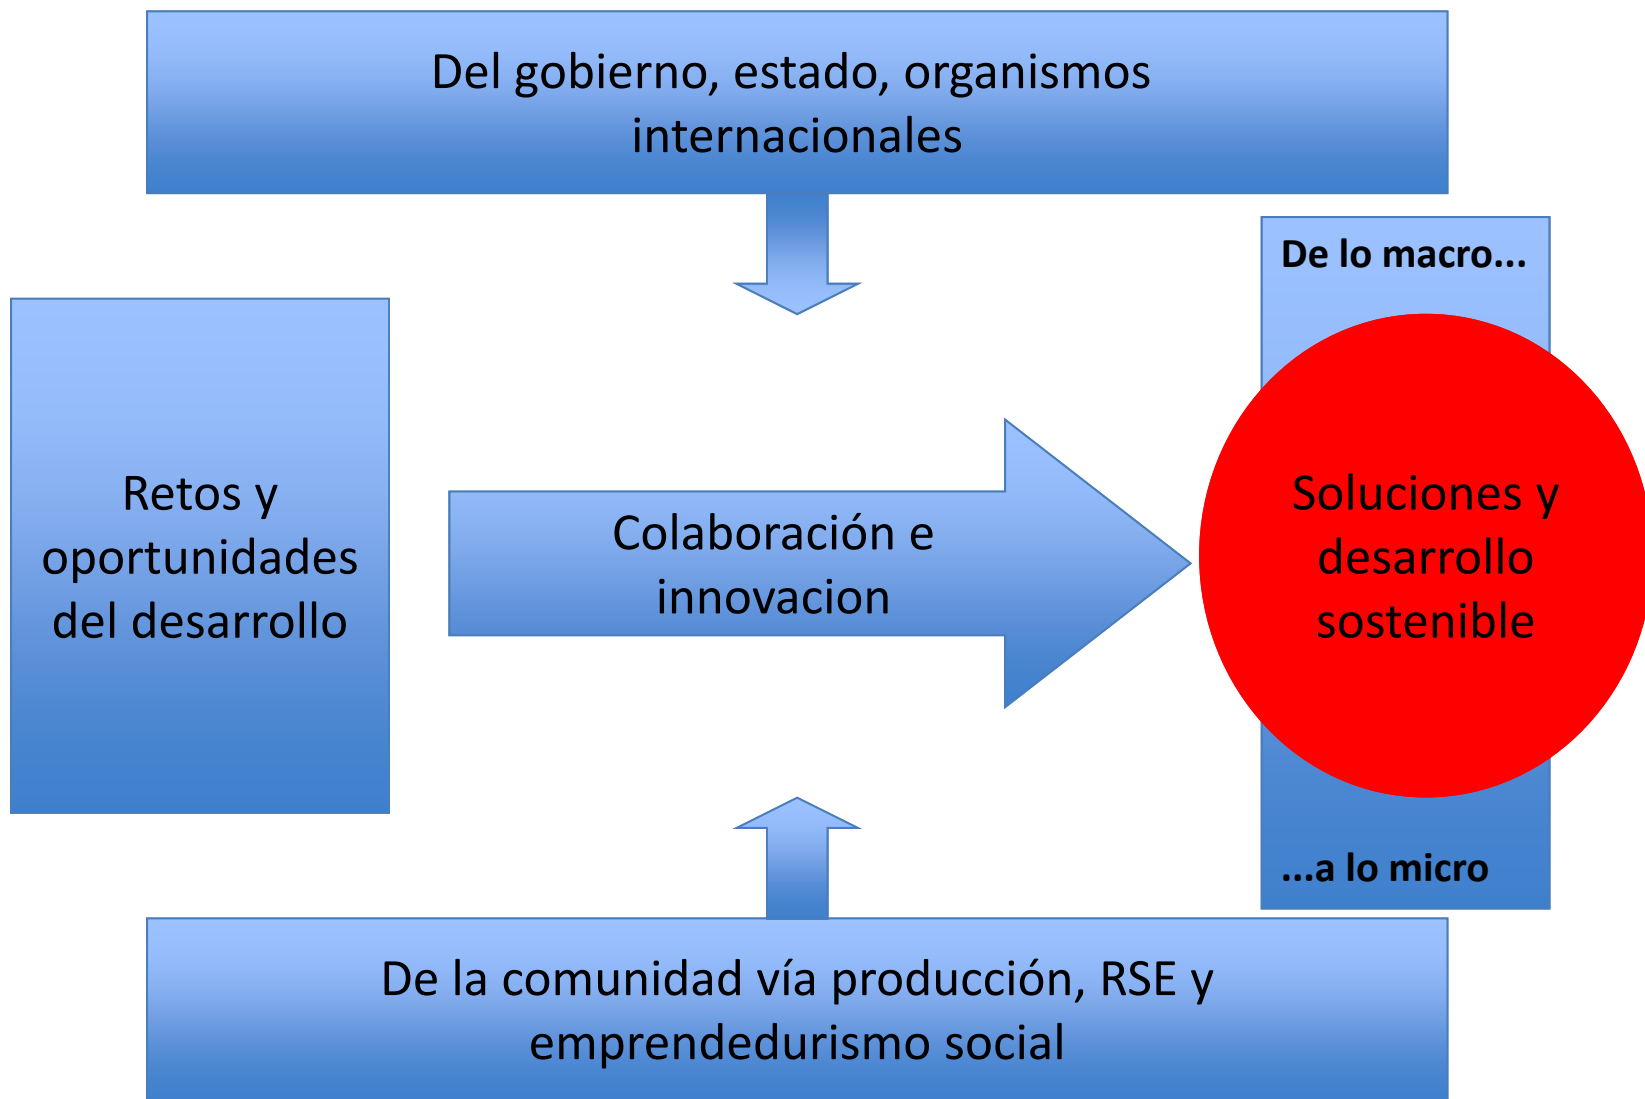 Del gobierno, estado, organismos
internacionales
De lo macro...
Retos y
oportunidades
del desarrollo
Colaboración e
innovacion
Soluciones y
desarrollo
sostenible
...a lo micro
De la comunidad vía producción, RSE y
emprendedurismo social